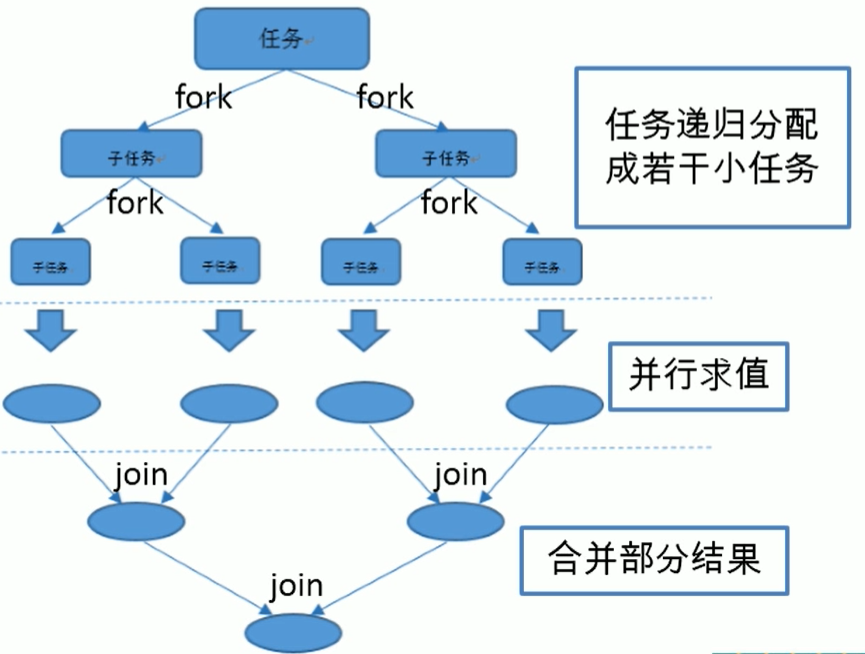 任务
fork
fork
任务递归分配
成若干小任务
子任务
子任务
fork
fork
子任务
子任务
子任务
子任务
并行求值
join
join
合并部分结果
join